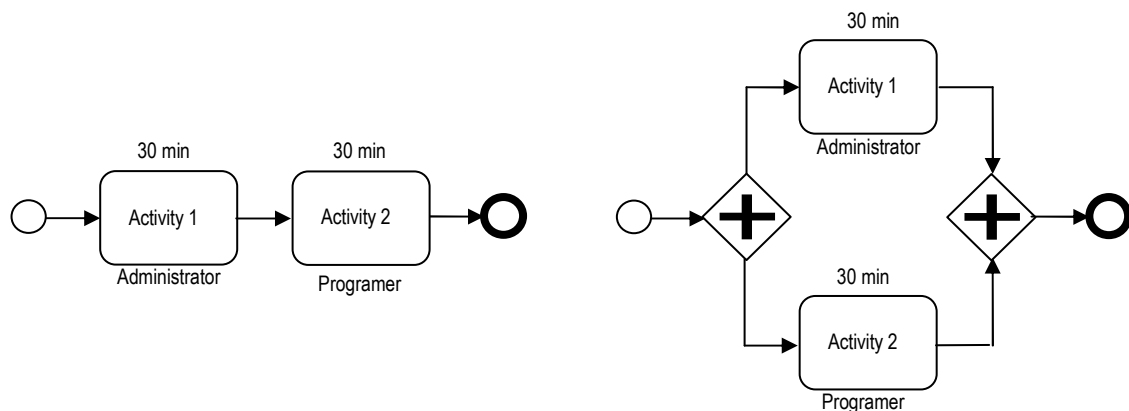 30 min
30 min
Activity 1
Activity 2
Administrator
Programer
30 min
Activity 1
Administrator
30 min
Activity 2
Programer